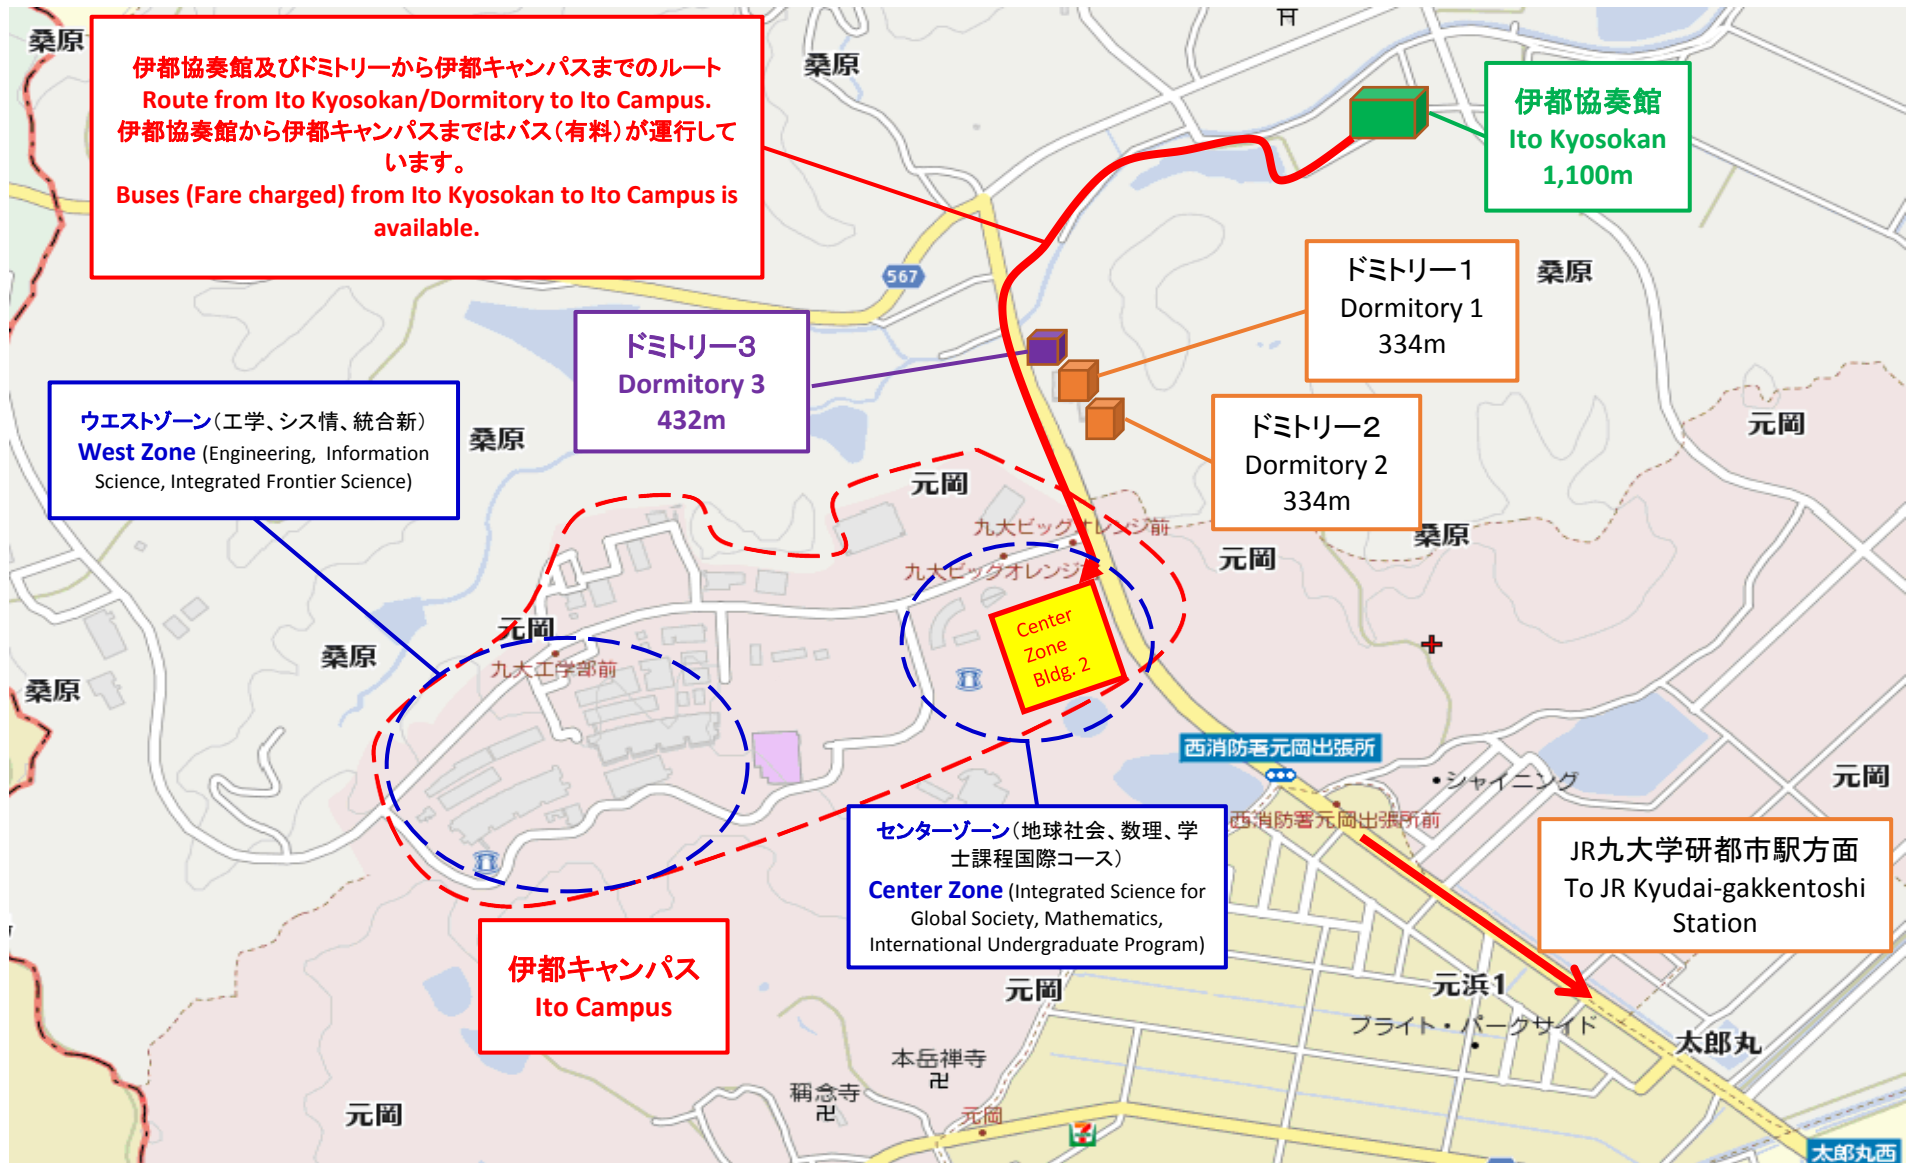 桑原
伊都協奏館及びドミトリーから伊都キャンパスまでのルート
Route from Ito Kyosokan/Dormitory to Ito Campus.
伊都協奏館から伊都キャンパスまではバス（有料）が運行して
います。
Buses (Fare charged) from Ito Kyosokan to Ito Campus is
available.
桑原
伊都協奏館
Ito Kyosokan
1,100m
567
桑原
ドミトリー１
Dormitory 1
334m
ドミトリー３
Dormitory 3
432m
ドミトリー２
Dormitory 2
334m
ウエストゾーン（工学、シス情、統合新）
West Zone (Engineering, Information
Science, Integrated Frontier Science)
桑原
元岡
元岡
桑原
元岡
九大ビッグオレンジ前
九大ビッグオレンジ
Center
Zone
Bldg. 2
元岡
九大工学部前
桑原
桑原
西消防署元岡出張所
シャイニング
元岡
西消防署元岡出張所前
センターゾーン（地球社会、数理、学
士課程国際コース）
Center Zone (Integrated Science for
Global Society, Mathematics,
International Undergraduate Program)
JR九大学研都市駅方面
To JR Kyudai-gakkentoshi
Station
伊都キャンパス
Ito Campus
元岡
元浜1
ブライト・パークサイド
太郎丸
本岳禅寺
卍
稱念寺
卍
元岡
元岡
7
太郎丸西